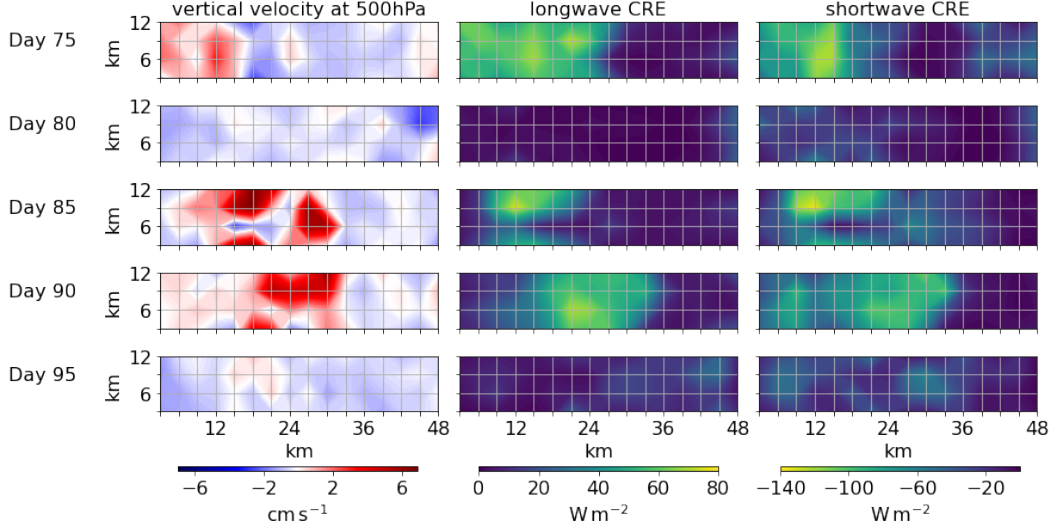 vertical velocity at 500hPa longwave CRE shortwave CRE
Day 75 km 12 6
Day 80 km 12 6
Day 85 km 12 6
Day 90 km 12 6
Day 95 km 12 6
12 24 36 48 12 24 36 48 12 24 36 48
km km km
−6 −2 2 6 0 20 40 60 80 −140 −100 −60 −20
cm s⁻¹ W m⁻² W m⁻²